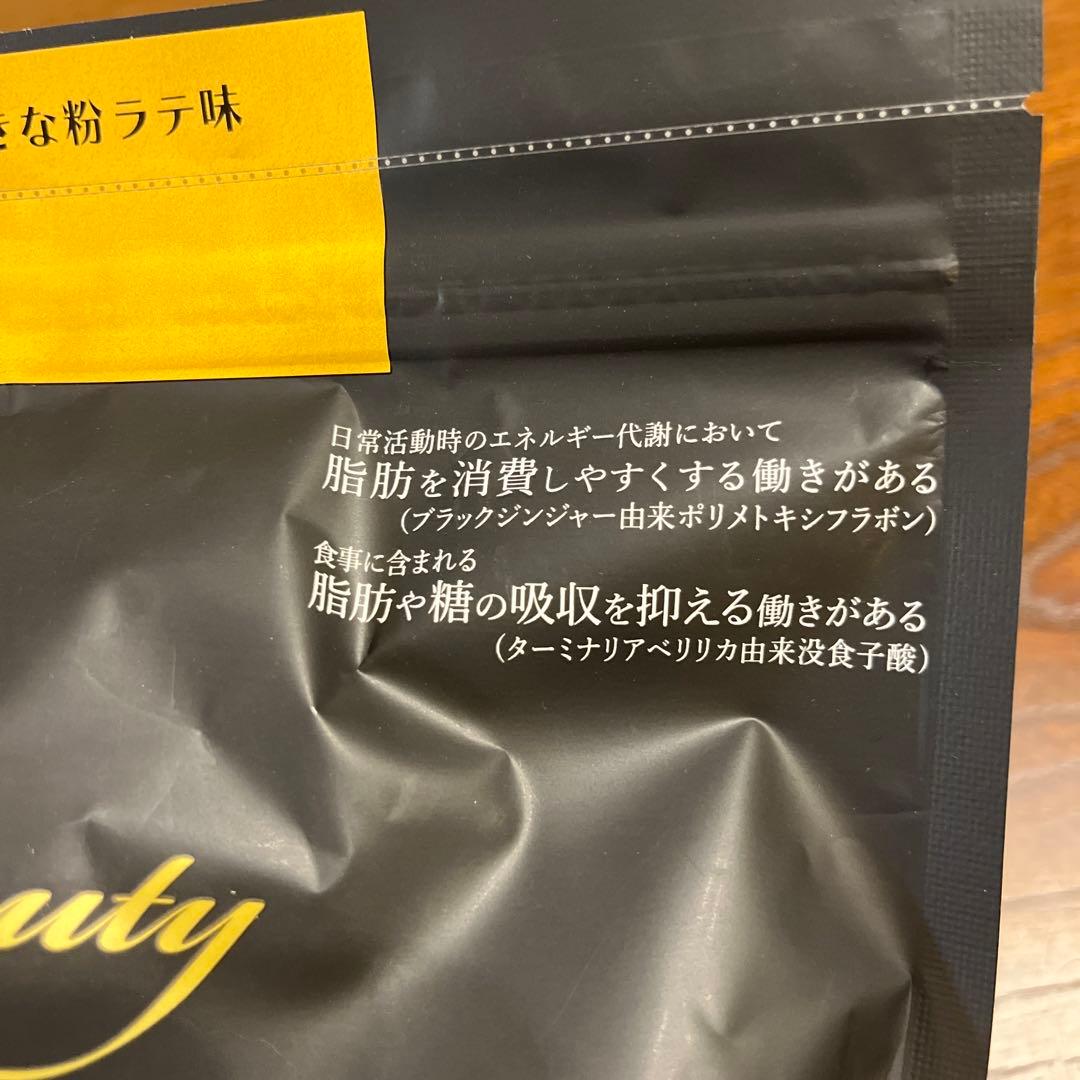 きな粉ラテ味
日常活動時のエネルギー代謝において
脂肪を消費しやすくする働きがある
(ブラックジンジャー由来ポリメトキシフラボン)
食事に含まれる
脂肪や糖の吸収を抑える働きがある
(ターミナリアベリリカ由来没食子酸)
uty